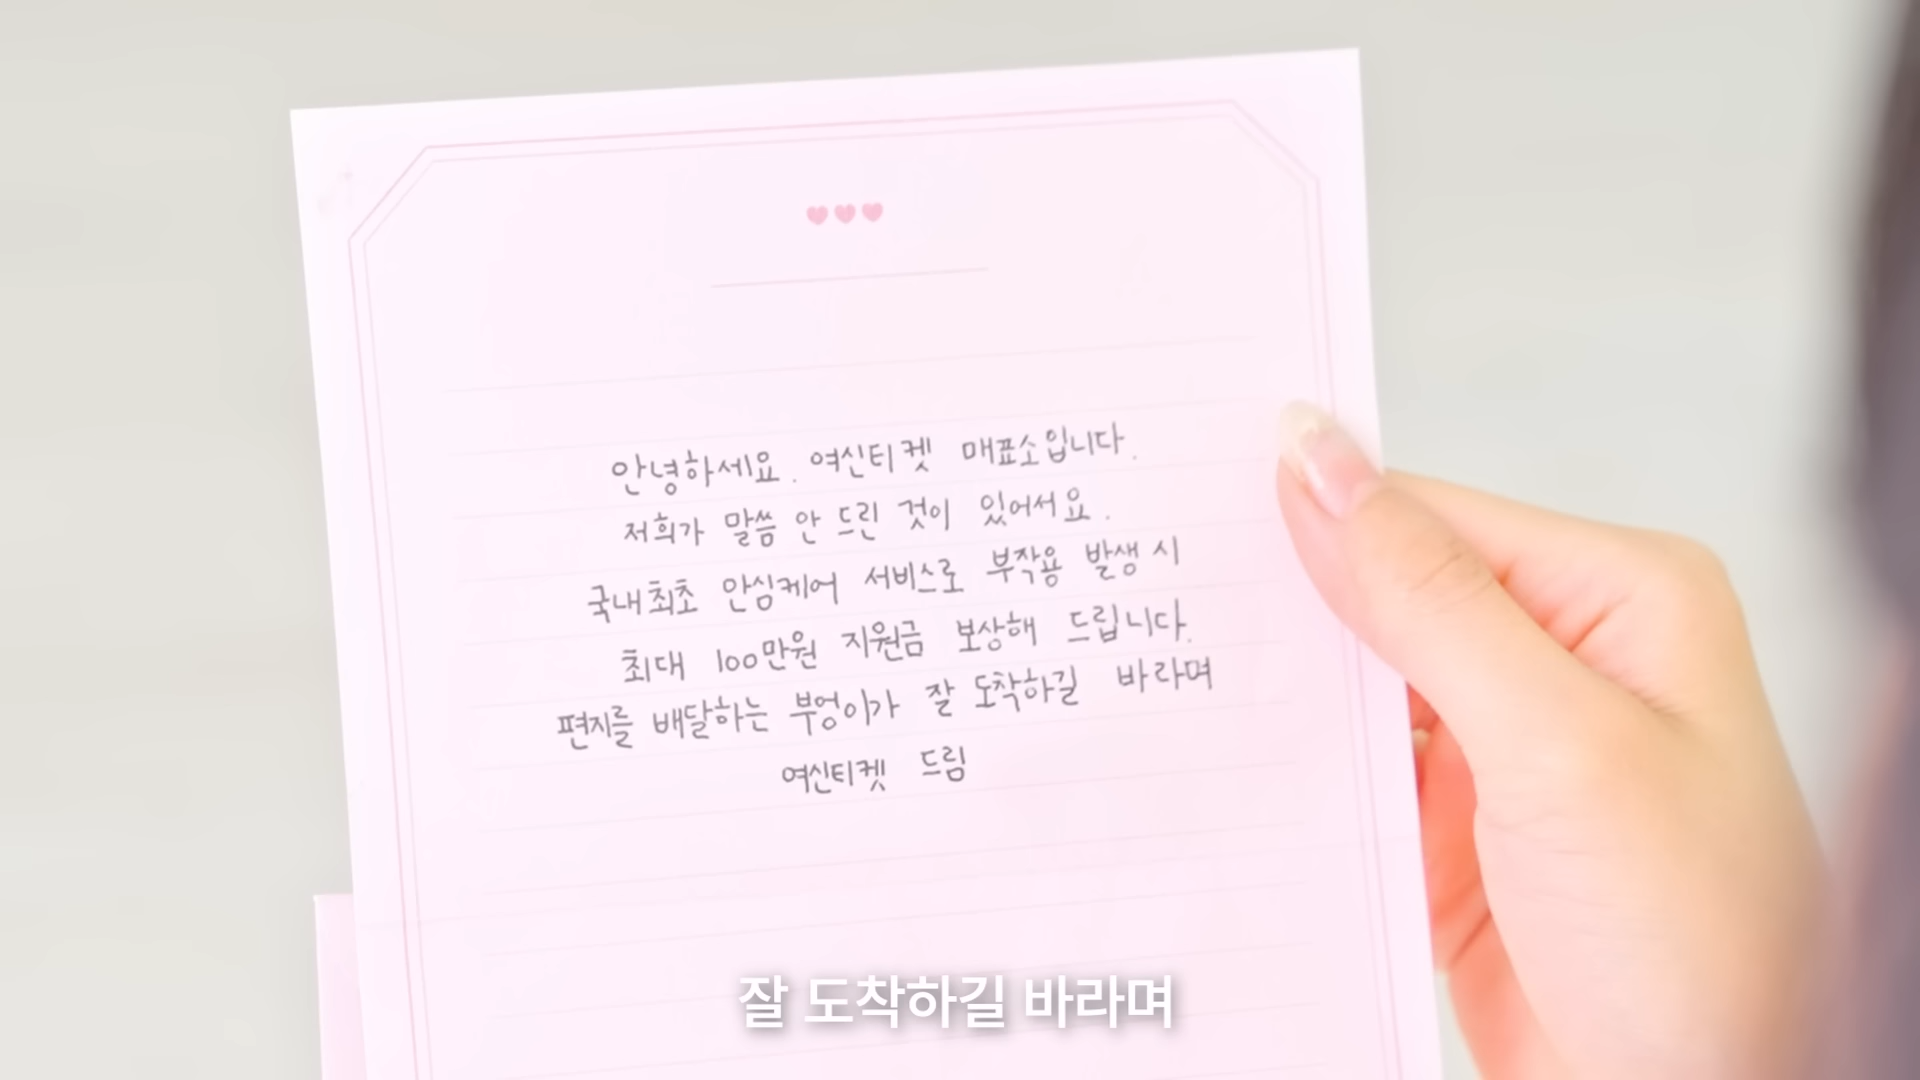 안녕하세요. 여신티켓 매표소입니다.
저희가 말씀 안 드린 것이 있어서요.
국내최초 안심케어 서비스로 부작용 발생 시
최대 100만원 지원금 보상해 드립니다.
편지를 배달하는 부엉이가 잘 도착하길 바라며
여신티켓 드림
잘 도착하길 바라며